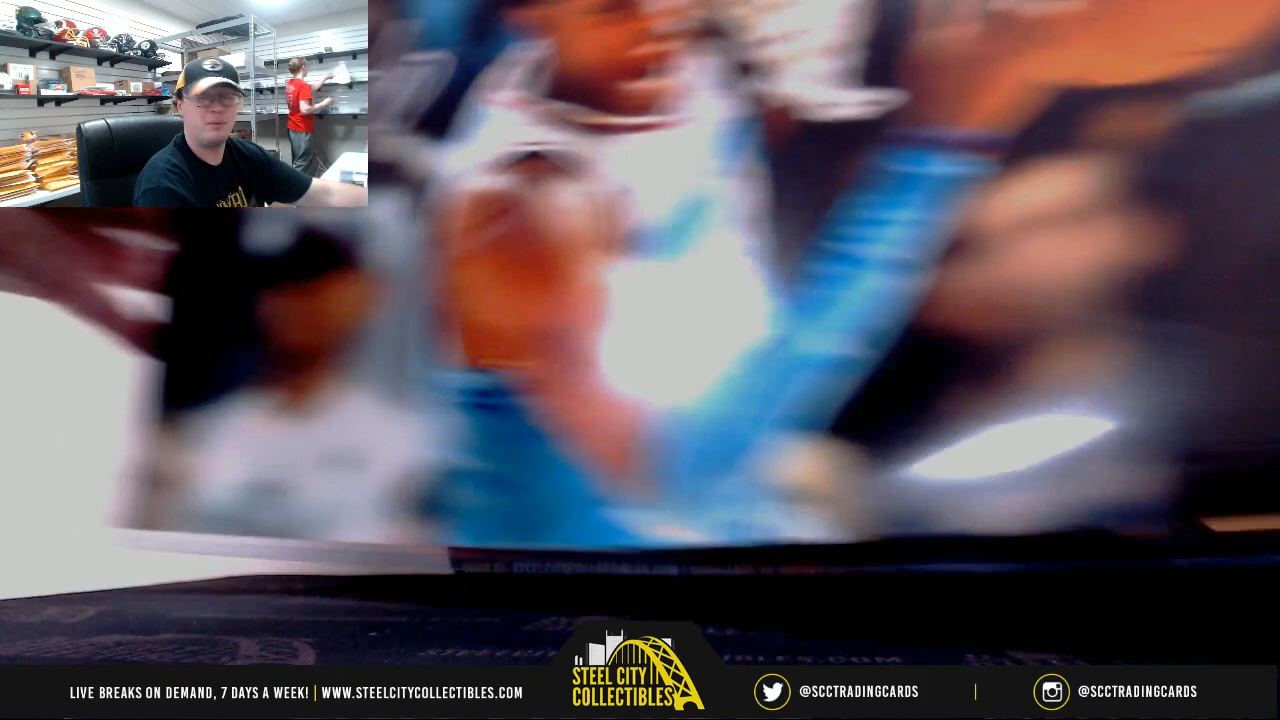 STEEL CITY
COLLECTIBLES
LIVE BREAKS ON DEMAND, 7 DAYS A WEEK! | WWW.STEELCITYCOLLECTIBLES.COM
@SCCTRADINGCARDS | @SCCTRADINGCARDS